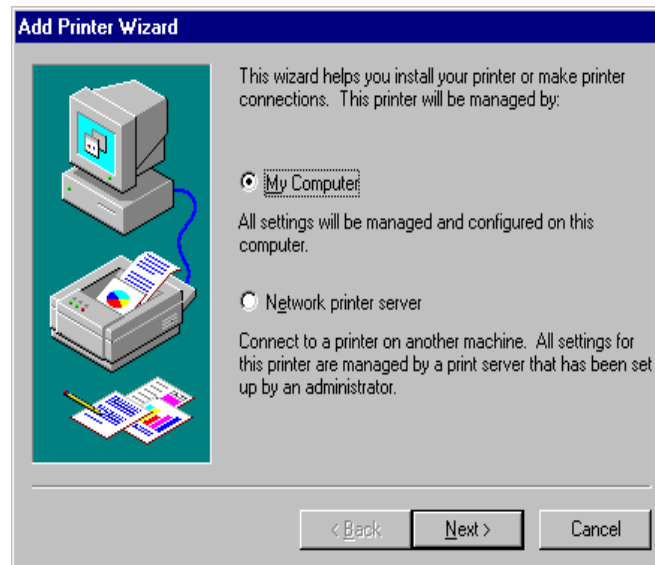 Add Printer Wizard
This wizard helps you install your printer or make printer
connections.  This printer will be managed by:
My Computer
All settings will be managed and configured on this
computer.
Network printer server
Connect to a printer on another machine.  All settings for
this printer are managed by a print server that has been set
up by an administrator.
< Back
Next >
Cancel